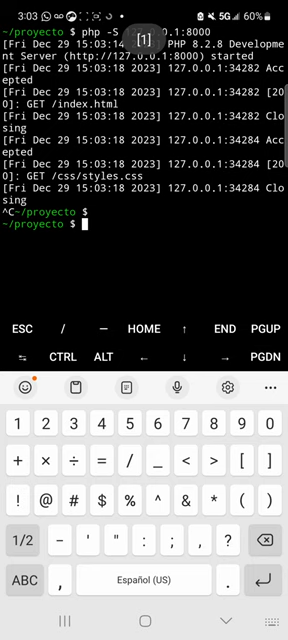 3:03 5G 60%
~/proyecto $ php -S 127.0.0.1:8000
[1]
[Fri Dec 29 15:03:14 2023] PHP 8.2.8 Developme
nt Server (http://127.0.0.1:8000) started
[Fri Dec 29 15:03:18 2023] 127.0.0.1:34282 Acc
epted
[Fri Dec 29 15:03:18 2023] 127.0.0.1:34282 [20
0]: GET /index.html
[Fri Dec 29 15:03:18 2023] 127.0.0.1:34282 Clo
sing
[Fri Dec 29 15:03:18 2023] 127.0.0.1:34284 Acc
epted
[Fri Dec 29 15:03:18 2023] 127.0.0.1:34284 [20
0]: GET /css/styles.css
[Fri Dec 29 15:03:18 2023] 127.0.0.1:34284 Clo
sing
^C~/proyecto $
~/proyecto $
ESC / — HOME ↑ END PGUP
⇆ CTRL ALT ← ↓ → PGDN
1 2 3 4 5 6 7 8 9 0
+ × ÷ = / _ < > [ ]
! @ # $ % ^ & * ( )
1/2 - ' " : ; , ?
ABC , Español (US) .